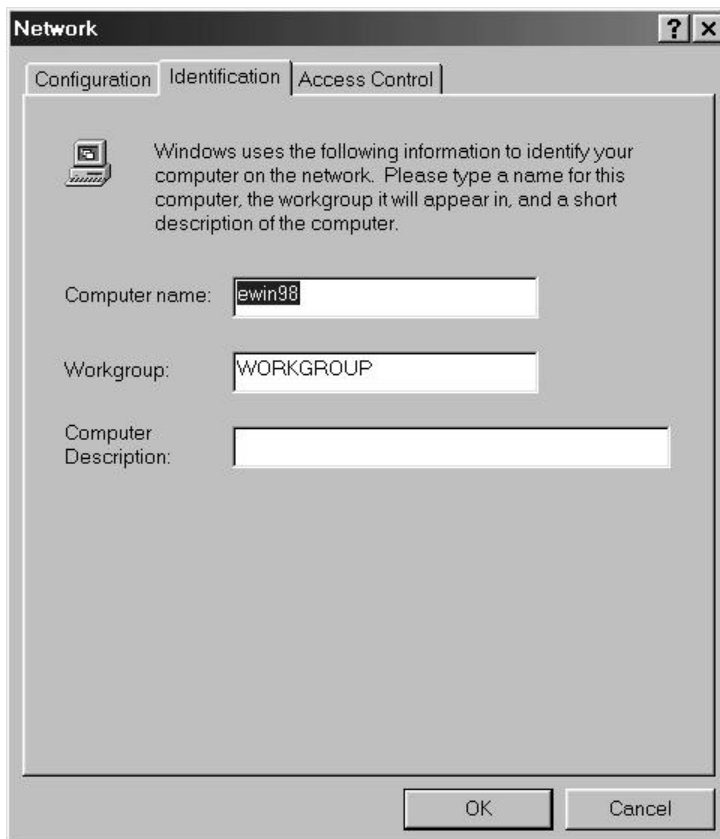 Network
Configuration Identification Access Control
Windows uses the following information to identify your
computer on the network. Please type a name for this
computer, the workgroup it will appear in, and a short
description of the computer.
Computer name: ewin98
Workgroup: WORKGROUP
Computer
Description:
OK Cancel